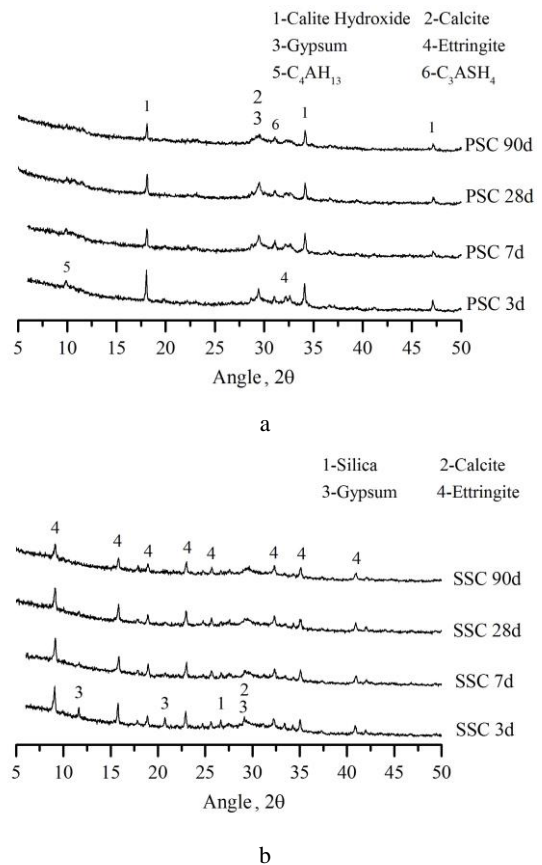 1-Calite Hydroxide 2-Calcite
3-Gypsum 4-Ettringite
5-C₄AH₁₃ 6-C₃ASH₄
2
1 3 6 1 1
PSC 90d
PSC 28d
PSC 7d
5 4
PSC 3d
5 10 15 20 25 30 35 40 45 50
Angle, 2θ
a
1-Silica 2-Calcite
3-Gypsum 4-Ettringite
4 4 4 4 4 4 4 4
SSC 90d
SSC 28d
SSC 7d
2
3 3 1 3
SSC 3d
5 10 15 20 25 30 35 40 45 50
Angle, 2θ
b